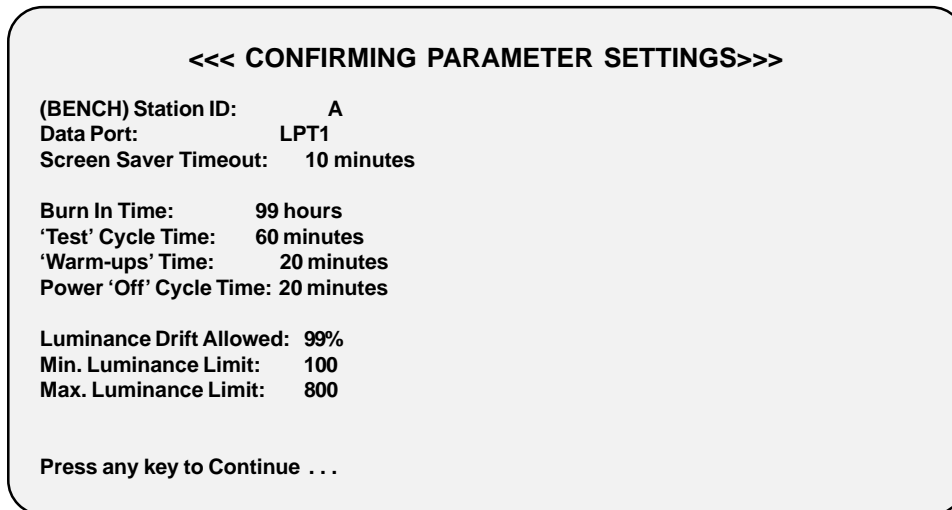 <<< CONFIRMING PARAMETER SETTINGS>>>
(BENCH) Station ID: A
Data Port: LPT1
Screen Saver Timeout: 10 minutes
Burn In Time: 99 hours
‘Test’ Cycle Time: 60 minutes
‘Warm-ups’ Time: 20 minutes
Power ‘Off’ Cycle Time: 20 minutes
Luminance Drift Allowed: 99%
Min. Luminance Limit: 100
Max. Luminance Limit: 800
Press any key to Continue . . .